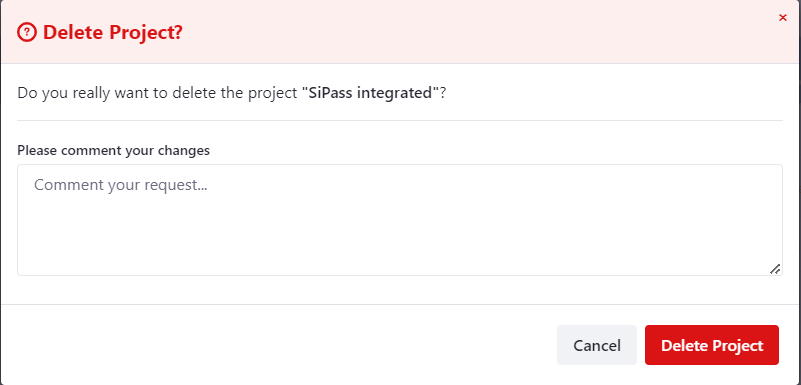 Delete Project?
Do you really want to delete the project "SiPass integrated"?
Please comment your changes
Comment your request...
Cancel
Delete Project